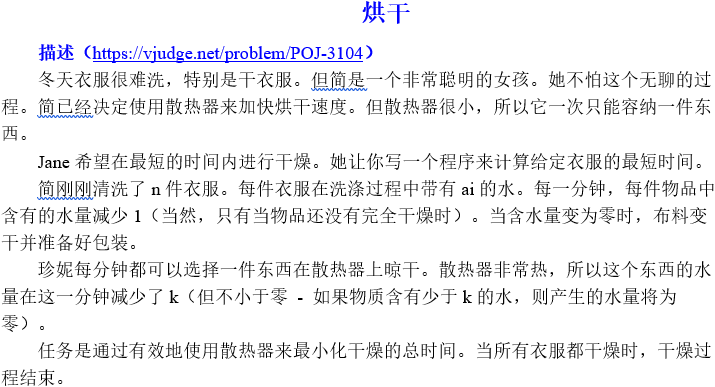 烘干
描述（https://vjudge.net/problem/POJ-3104）
冬天衣服很难洗，特别是干衣服。但简是一个非常聪明的女孩。她不怕这个无聊的过
程。简已经决定使用散热器来加快烘干速度。但散热器很小，所以它一次只能容纳一件东
西。
Jane 希望在最短的时间内进行干燥。她让你写一个程序来计算给定衣服的最短时间。
简刚刚清洗了 n 件衣服。每件衣服在洗涤过程中带有 ai 的水。每一分钟，每件物品中
含有的水量减少 1（当然，只有当物品还没有完全干燥时）。当含水量变为零时，布料变
干并准备好包装。
珍妮每分钟都可以选择一件东西在散热器上晾干。散热器非常热，所以这个东西的水
量在这一分钟减少了 k（但不小于零 - 如果物质含有少于 k 的水，则产生的水量将为
零）。
任务是通过有效地使用散热器来最小化干燥的总时间。当所有衣服都干燥时，干燥过
程结束。